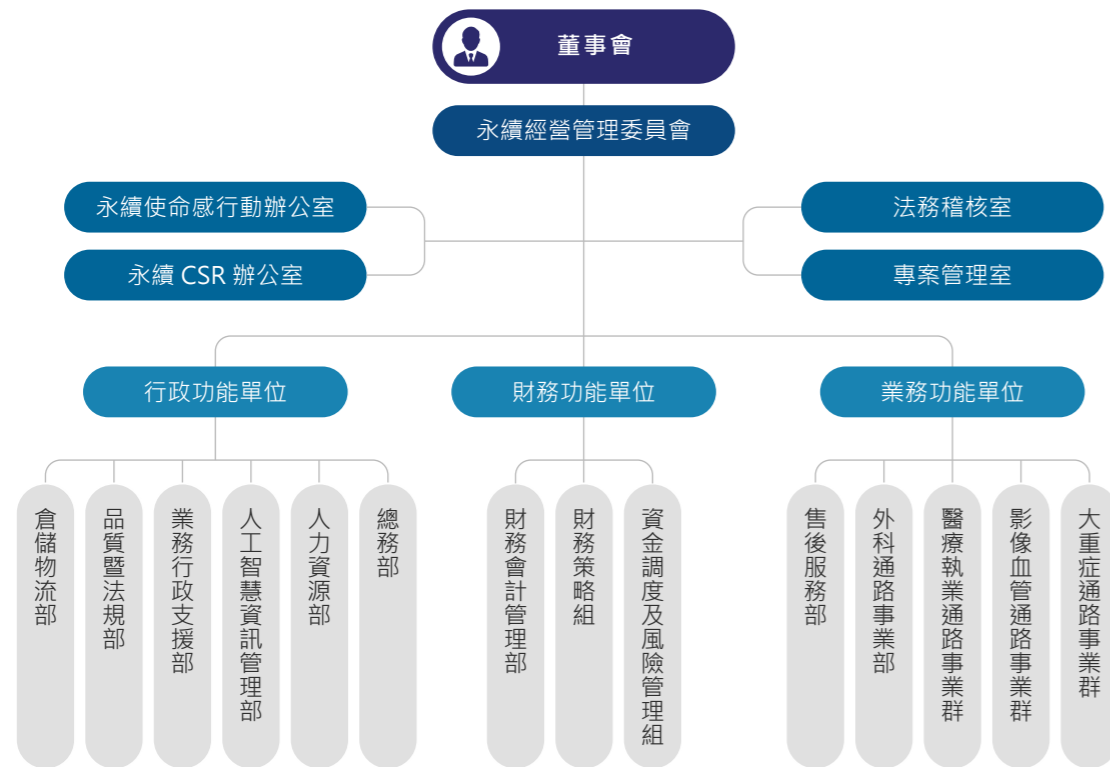 董事會
永續經營管理委員會
永續使命感行動辦公室
法務稽核室
永續 CSR 辦公室
專案管理室
行政功能單位
財務功能單位
業務功能單位
倉儲物流部
品質暨法規部
業務行政支援部
人工智慧資訊管理部
人力資源部
總務部
財務會計管理部
財務策略組
資金調度及風險管理組
售後服務部
外科通路事業部
醫療執業通路事業群
影像血管通路事業群
大重症通路事業群